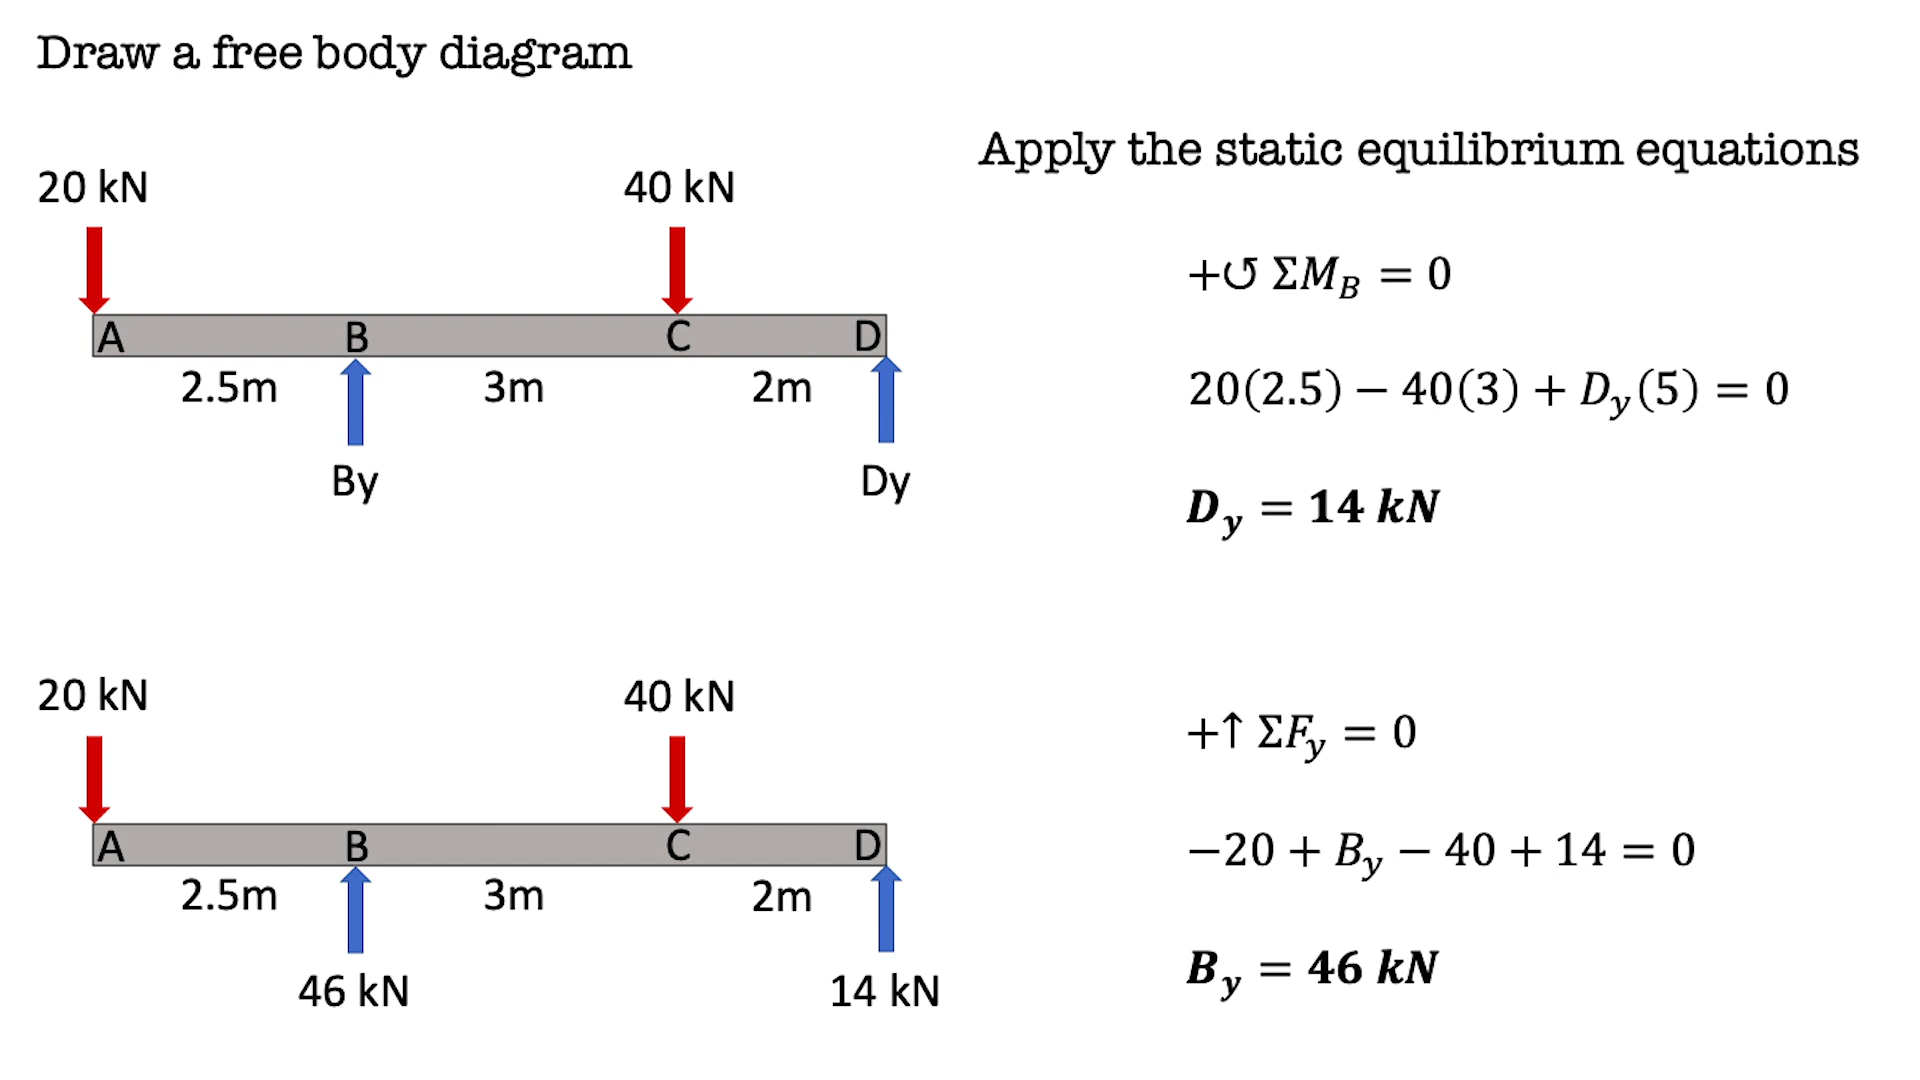 Draw a free body diagram
20 kN 40 kN
A B C D
2.5m 3m 2m
By Dy
20 kN 40 kN
A B C D
2.5m 3m 2m
46 kN 14 kN
Apply the static equilibrium equations
+↺ ΣM_B = 0
20(2.5) − 40(3) + D_y(5) = 0
D_y = 14 kN
+↑ ΣF_y = 0
−20 + B_y − 40 + 14 = 0
B_y = 46 kN